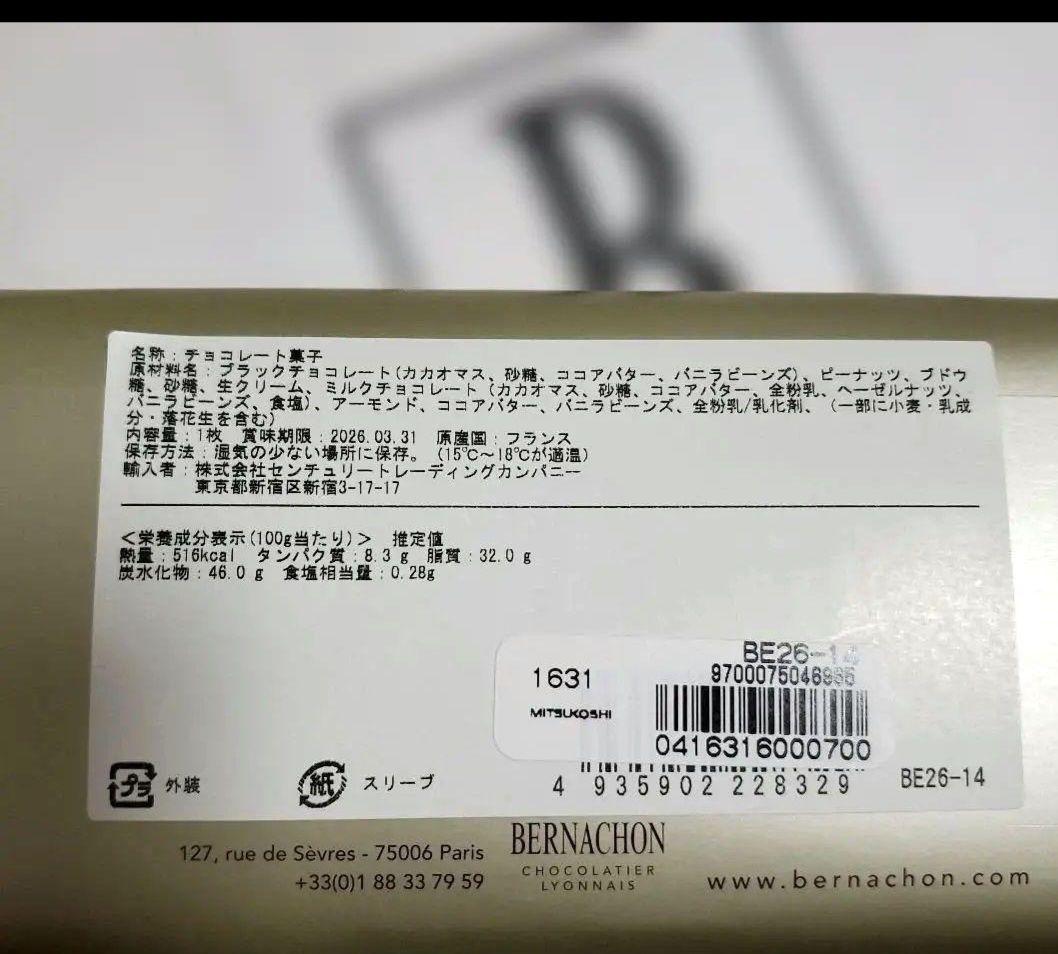 B
名称：チョコレート菓子
原材料名：ブラックチョコレート(カカオマス、砂糖、ココアバター、バニラビーンズ)、ピーナッツ、ブドウ
糖、砂糖、生クリーム、ミルクチョコレート（カカオマス、砂糖、ココアバター、全粉乳、ヘーゼルナッツ、
バニラビーンズ、食塩)、アーモンド、ココアバター、バニラビーンズ、全粉乳/乳化剤、（一部に小麦・乳成
分・落花生を含む)
内容量：1枚　賞味期限：2026.03.31　原産国：フランス
保存方法：湿気の少ない場所に保存。（15℃～18℃が適温）
輸入者：株式会社センチュリートレーディングカンパニー
東京都新宿区新宿3-17-17
＜栄養成分表示(100g当たり)＞　推定値
熱量：516kcal　タンパク質：8.3ｇ 脂質：32.0ｇ
炭水化物：46.0ｇ　食塩相当量：0.28g
BE26-14
1631
9700075046
MITSUKOSHI
0416316000700
4 935902 228329
BE26-14
プラ 外装
紙 スリーブ
127, rue de Sèvres - 75006 Paris
+33(0)1 88 33 79 59
BERNACHON
CHOCOLATIER
LYONNAIS
www.bernachon.com